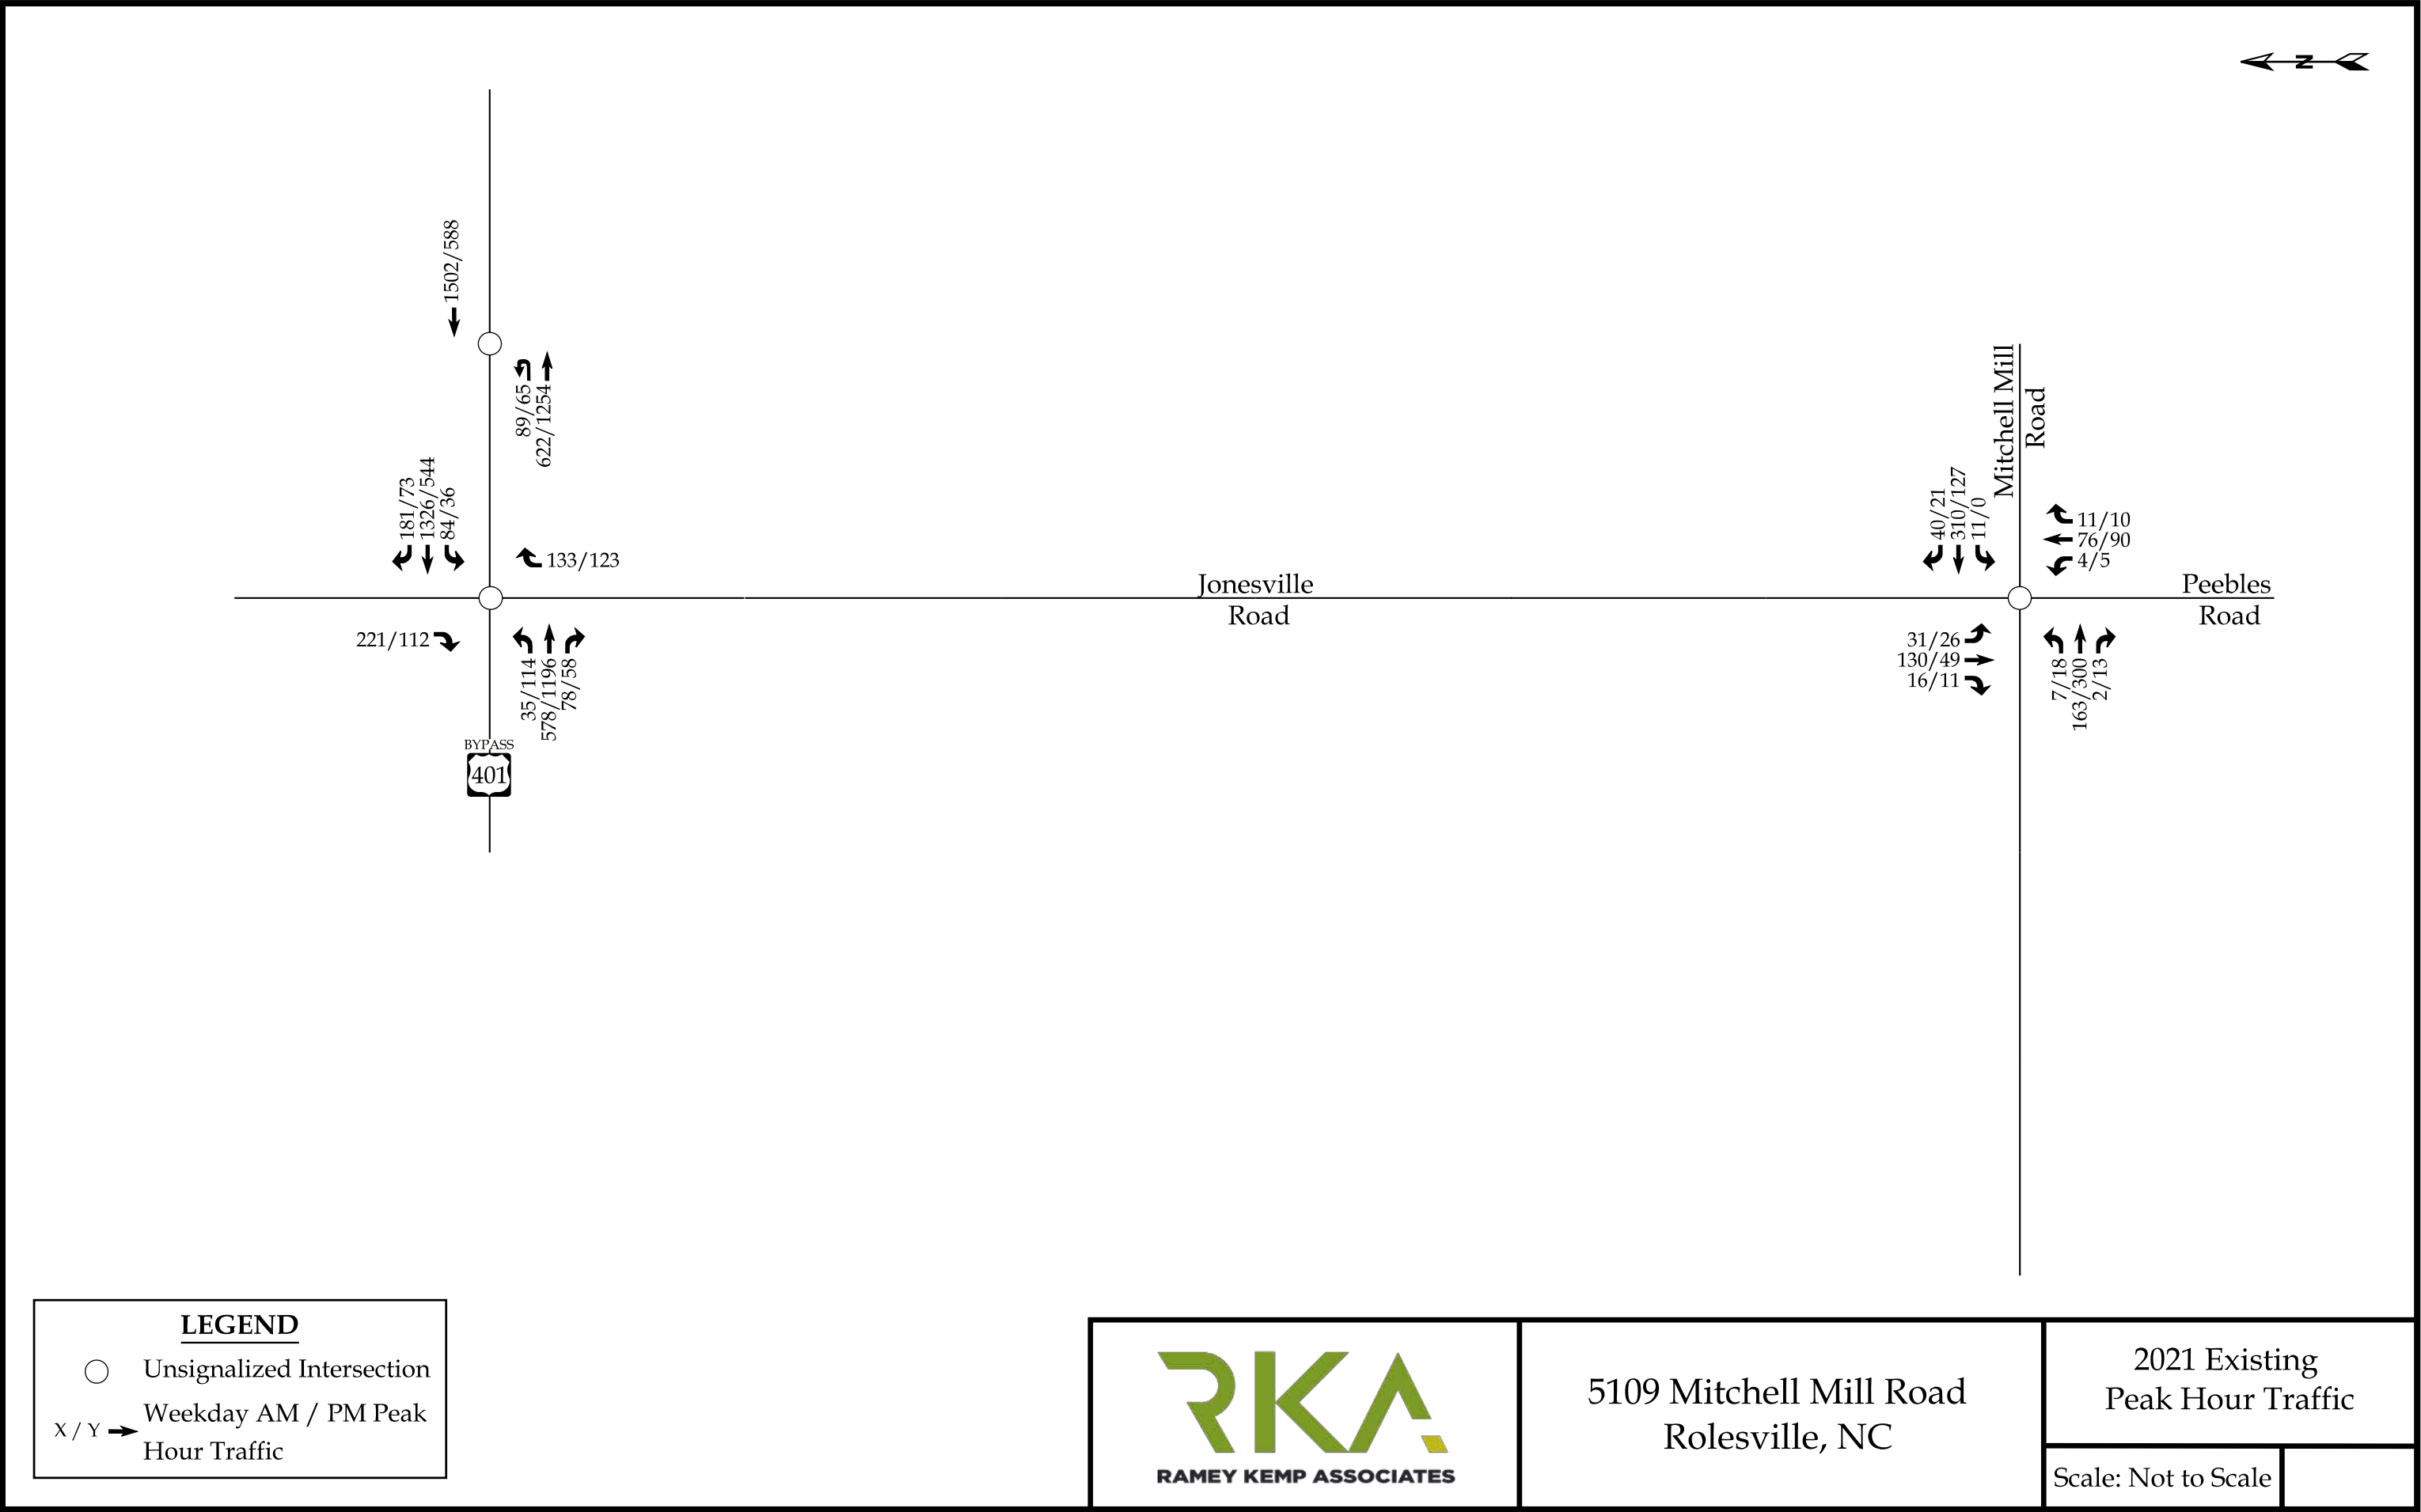 N
1502/588
89/65
622/1254
181/73
1326/544
84/36
133/123
221/112
35/114
578/1196
78/58
BYPASS
401
Jonesville
Road
Mitchell Mill
Road
40/21
310/127
11/0
11/10
76/90
4/5
Peebles
Road
31/26
130/49
16/11
7/18
163/300
2/13
LEGEND
Unsignalized Intersection
X / Y
Weekday AM / PM Peak
Hour Traffic
RKA
RAMEY KEMP ASSOCIATES
5109 Mitchell Mill Road
Rolesville, NC
2021 Existing
Peak Hour Traffic
Scale: Not to Scale